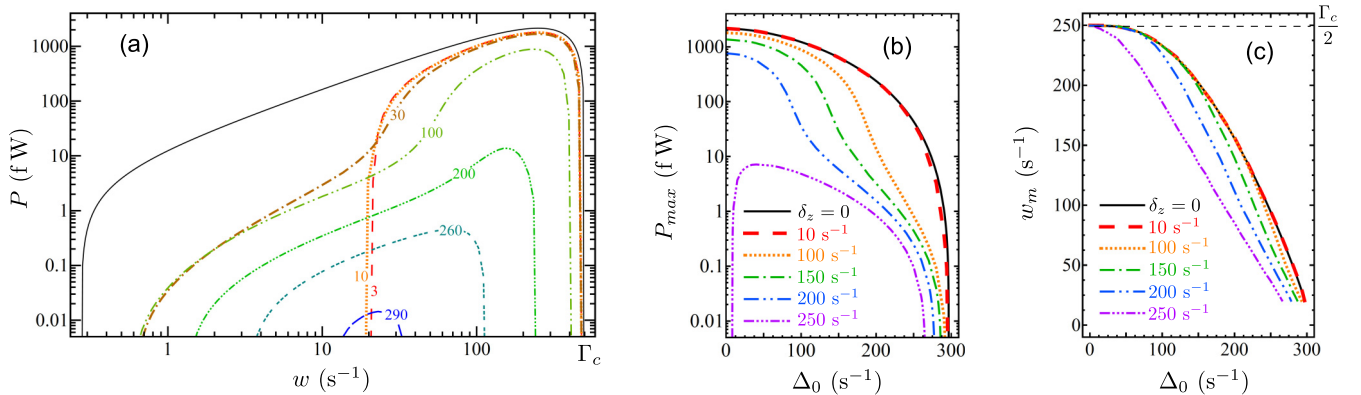 (a)
P (f W)
1000
100
10
1
0.1
0.01
30
100
200
260
290
10
3
1
10
100
Γc
w (s⁻¹)
(b)
Pmax (f W)
1000
100
10
1
0.1
0.01
δz = 0
10 s⁻¹
100 s⁻¹
150 s⁻¹
200 s⁻¹
250 s⁻¹
0
100
200
300
Δ0 (s⁻¹)
(c)
Γc/2
wm (s⁻¹)
250
200
150
100
50
0
δz = 0
10 s⁻¹
100 s⁻¹
150 s⁻¹
200 s⁻¹
250 s⁻¹
0
100
200
300
Δ0 (s⁻¹)